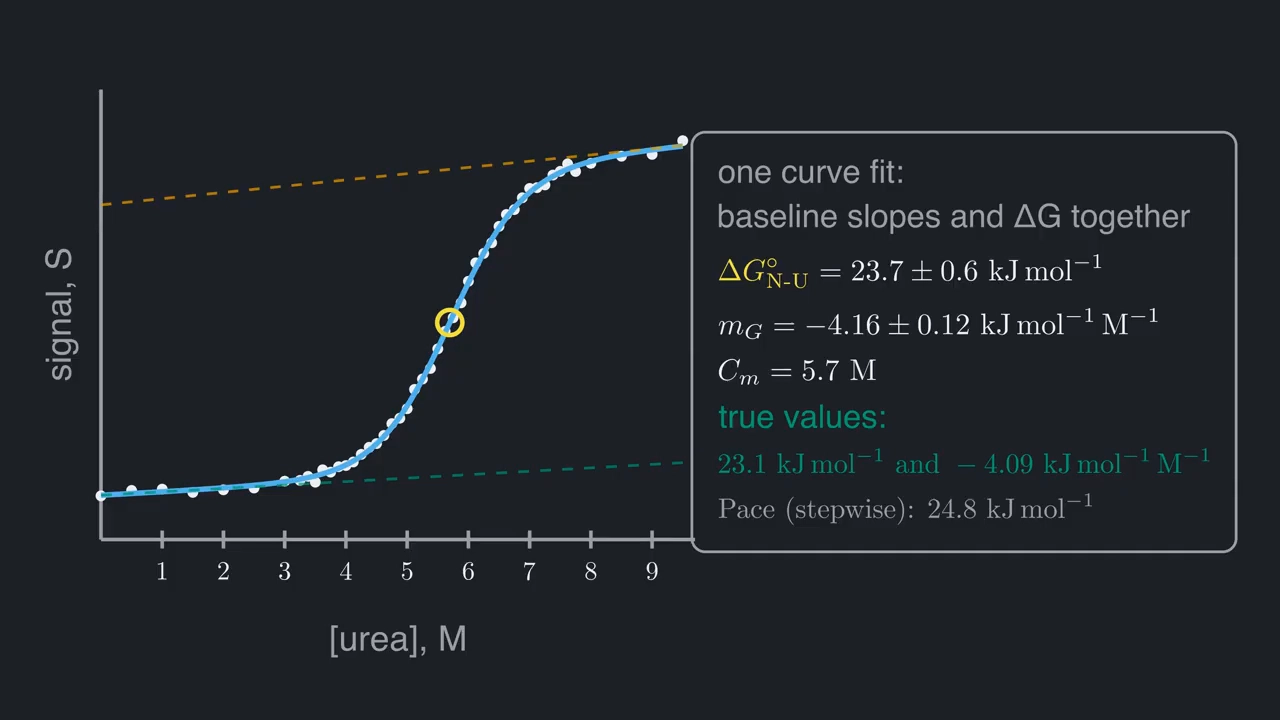 signal, S
1 2 3 4 5 6 7 8 9
[urea], M
one curve fit:
baseline slopes and ΔG together
ΔG°N-U = 23.7 ± 0.6 kJ mol⁻¹
m_G = −4.16 ± 0.12 kJ mol⁻¹ M⁻¹
C_m = 5.7 M
true values:
23.1 kJ mol⁻¹ and −4.09 kJ mol⁻¹ M⁻¹
Pace (stepwise): 24.8 kJ mol⁻¹